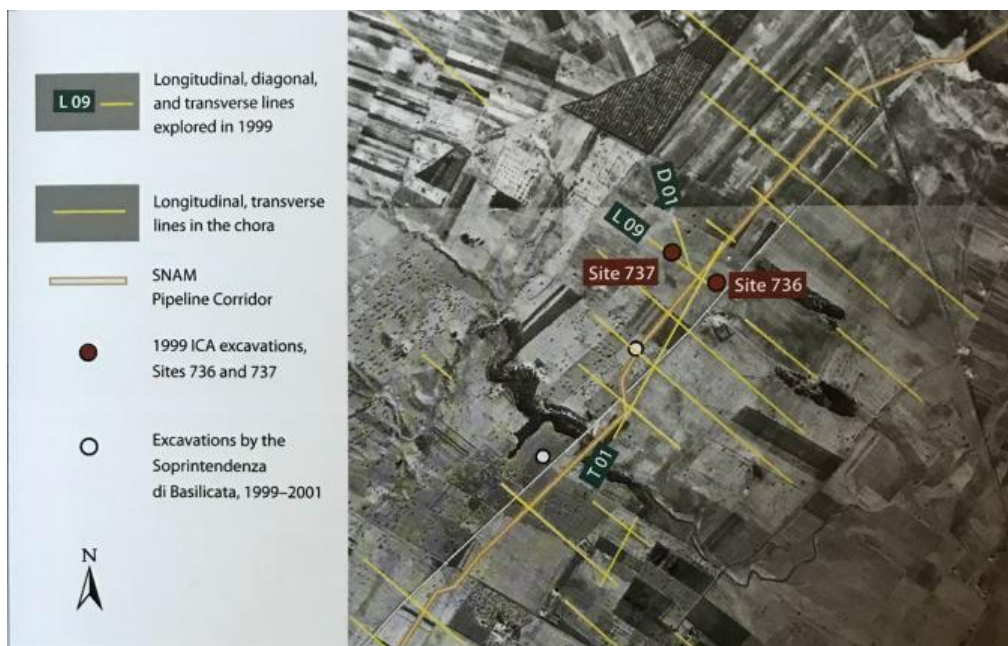 L 09
Longitudinal, diagonal,
and transverse lines
explored in 1999
Longitudinal, transverse
lines in the chora
SNAM
Pipeline Corridor
1999 ICA excavations,
Sites 736 and 737
Excavations by the
Soprintendenza
di Basilicata, 1999–2001
N
D 01
L 09
Site 737
Site 736
T 01